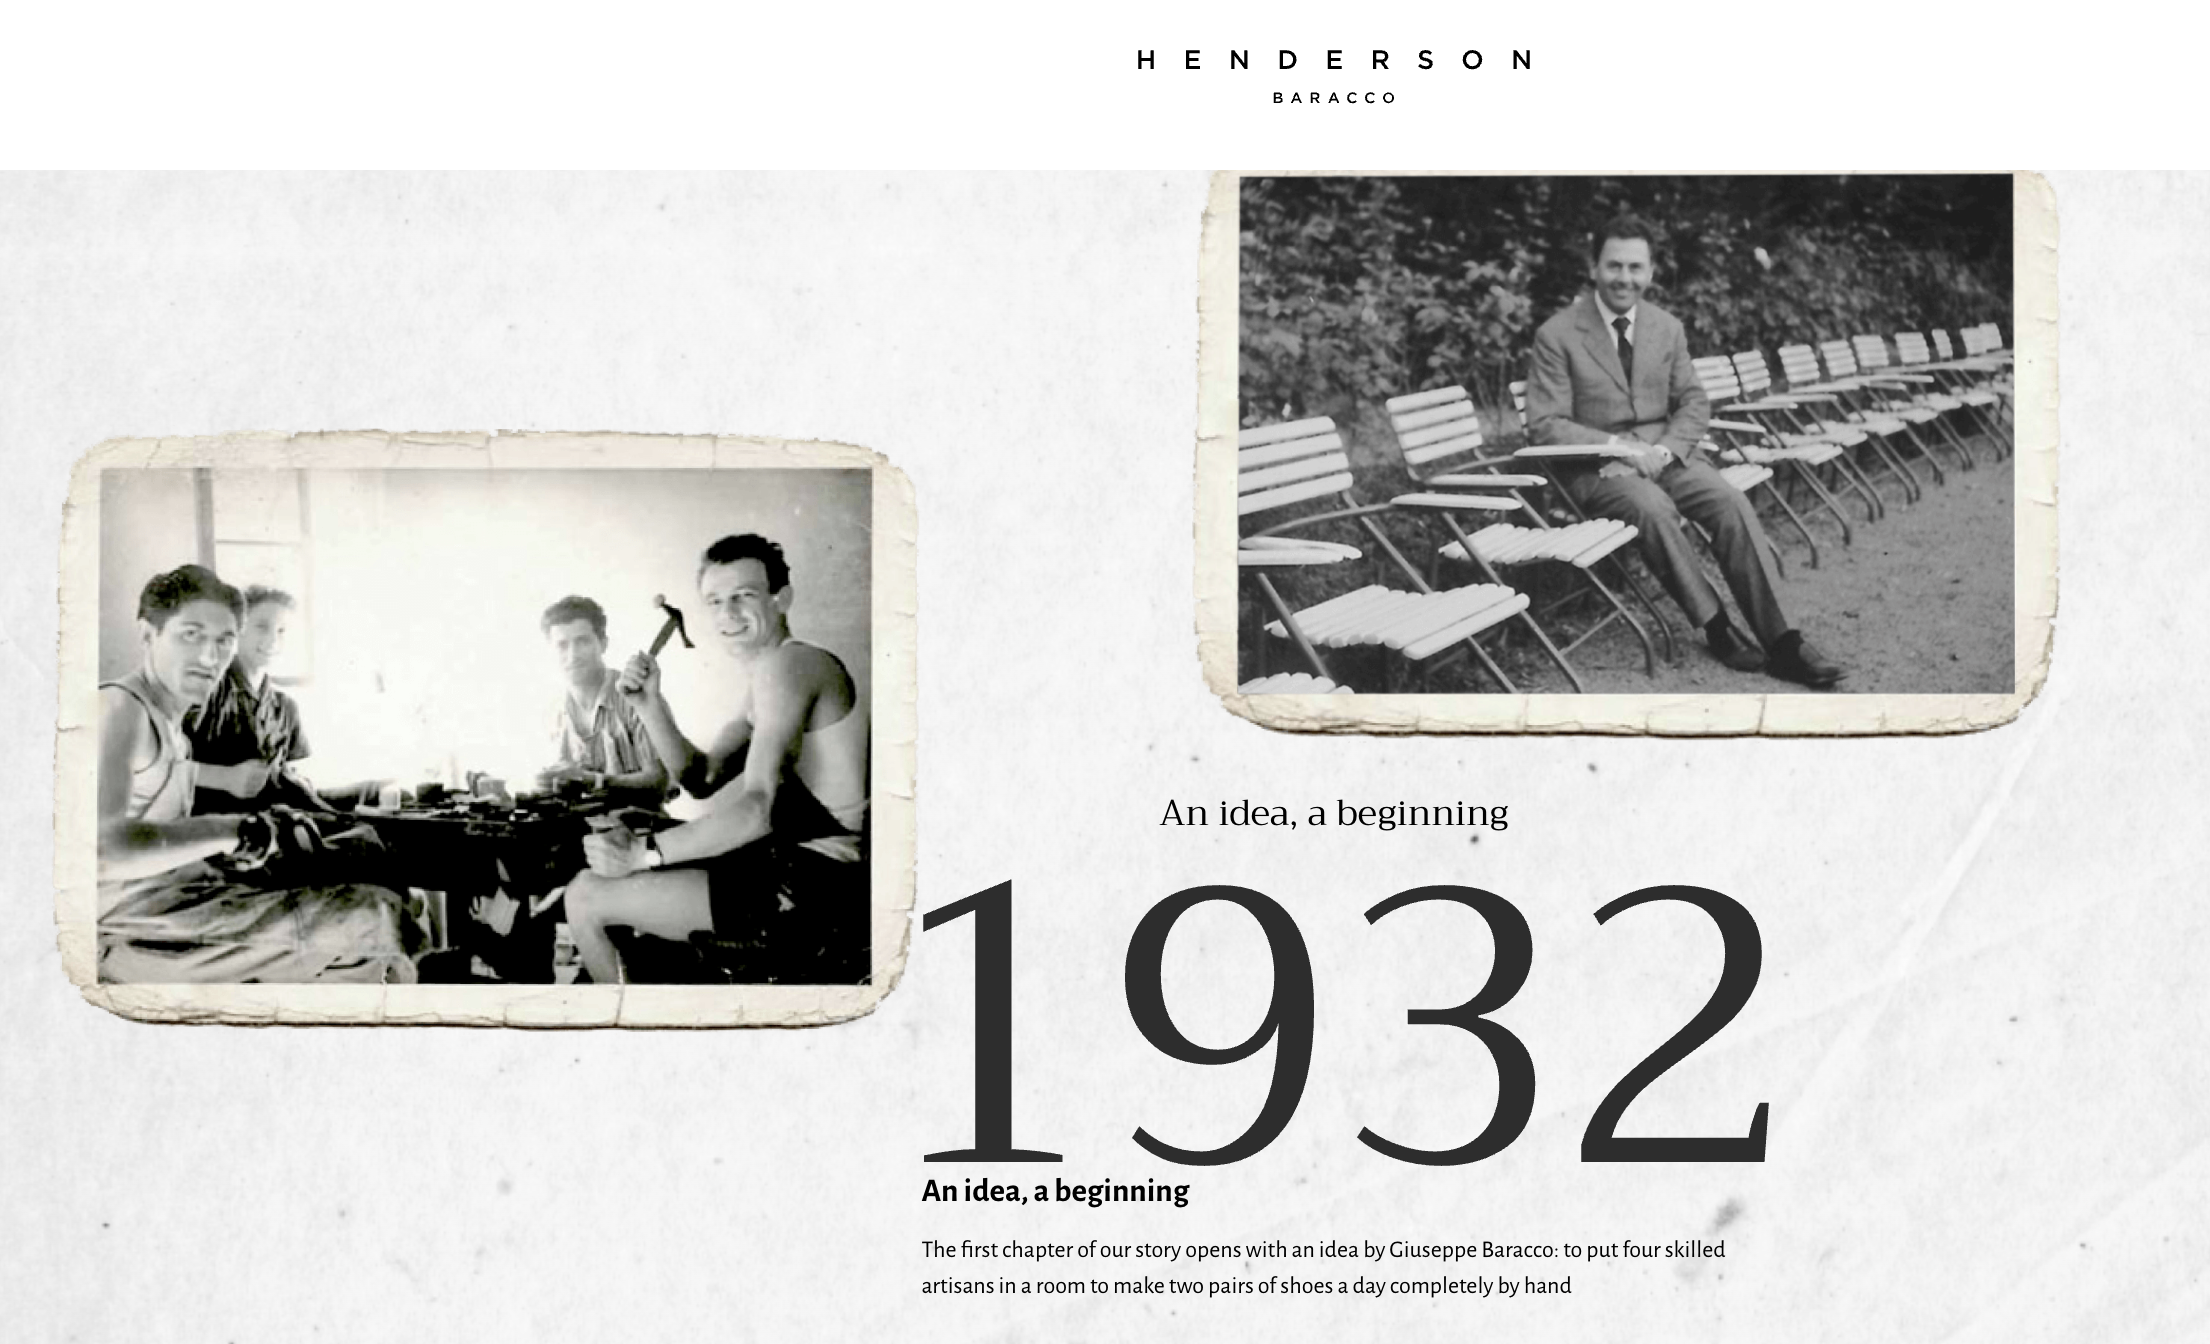 HENDERSON
BARACCO
An idea, a beginning
1932
An idea, a beginning
The first chapter of our story opens with an idea by Giuseppe Baracco: to put four skilled
artisans in a room to make two pairs of shoes a day completely by hand